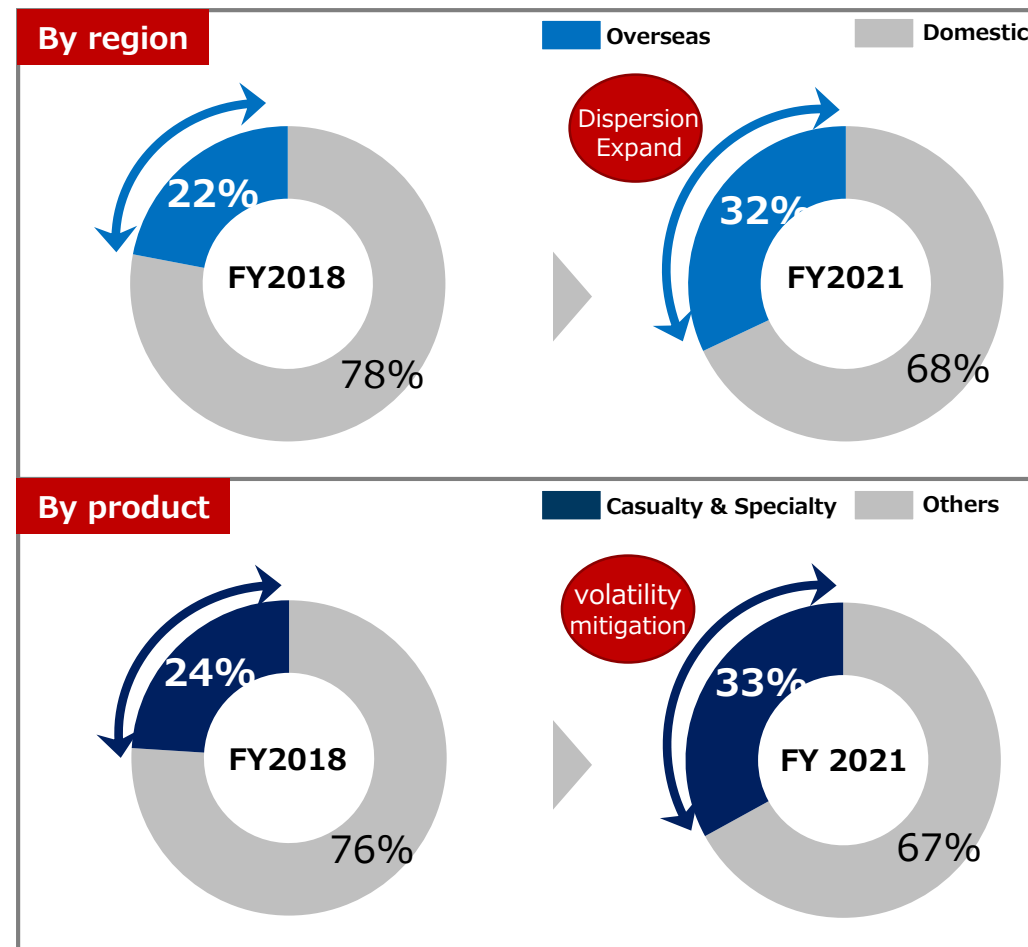 By region
Overseas
Domestic
Dispersion
Expand
22%
FY2018
78%
32%
FY2021
68%
By product
Casualty & Specialty
Others
volatility
mitigation
24%
FY2018
76%
33%
FY 2021
67%